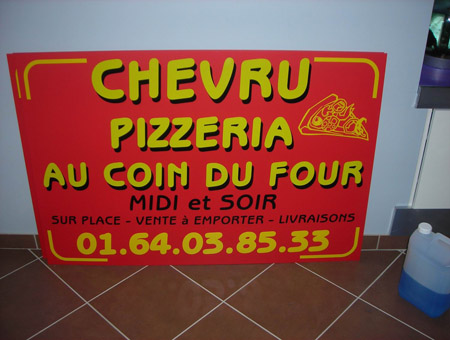 CHEVRU
PIZZERIA
AU COIN DU FOUR
MIDI et SOIR
SUR PLACE - VENTE à EMPORTER - LIVRAISONS
01.64.03.85.33